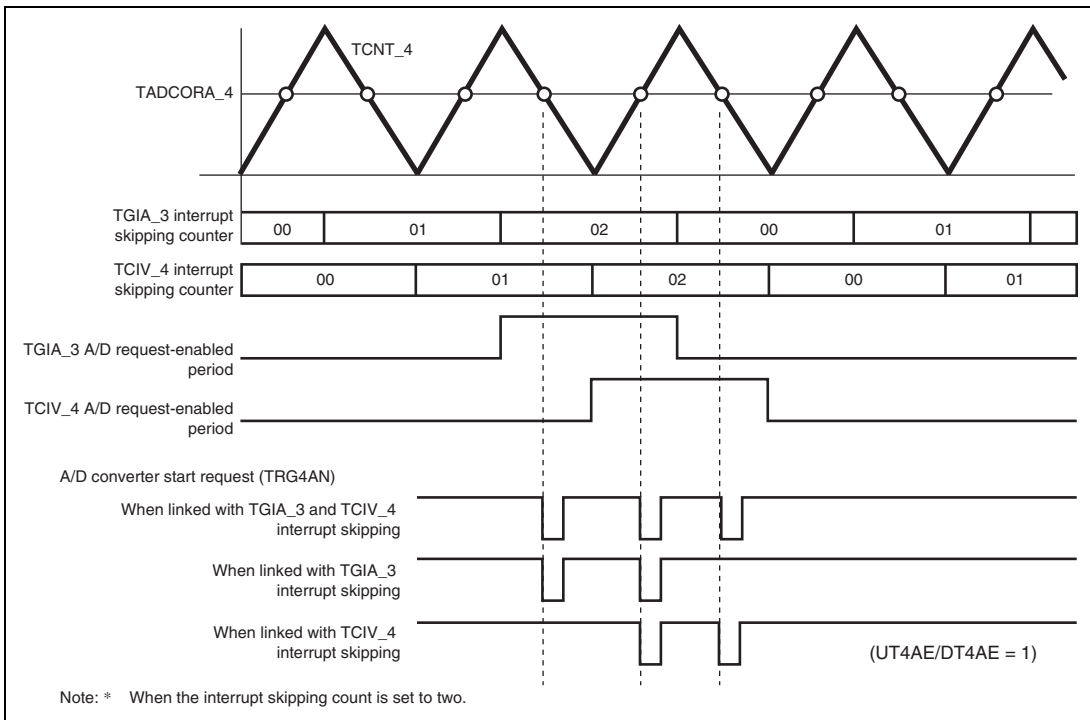 TCNT_4
TADCORA_4
TGIA_3 interrupt
skipping counter
00 01 02 00 01
TCIV_4 interrupt
skipping counter
00 01 02 00 01
TGIA_3 A/D request-enabled
period
TCIV_4 A/D request-enabled
period
A/D converter start request (TRG4AN)
When linked with TGIA_3 and TCIV_4
interrupt skipping
When linked with TGIA_3
interrupt skipping
When linked with TCIV_4
interrupt skipping
(UT4AE/DT4AE = 1)
Note: * When the interrupt skipping count is set to two.